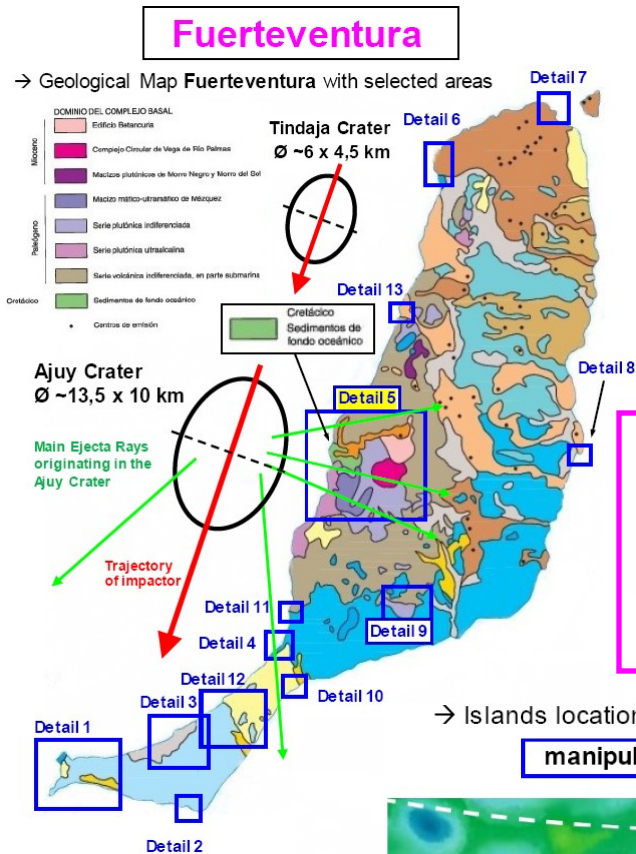 Fuerteventura
→ Geological Map Fuerteventura with selected areas
DOMINIO DEL COMPLEJO BASAL
Mioceno
Edificio Betancuria
Complejo Circular de Vega de Río Palmas
Macizos plutónicos de Morro Negro y Morro del Sol
Paleógeno
Macizo máfico-ultramáfico de Mézquez
Serie plutónica indiferenciada
Serie plutónica ultraalcalina
Serie volcánica indiferenciada, en parte submarina
Cretácico
Sedimentos de fondo oceánico
Centros de emisión
Tindaja Crater
Ø ~6 x 4,5 km
Detail 7
Detail 6
Detail 13
Cretácico
Sedimentos de
fondo oceánico
Detail 8
Ajuy Crater
Ø ~13,5 x 10 km
Detail 5
Main Ejecta Rays
originating in the
Ajuy Crater
Trajectory
of impactor
Detail 11
Detail 4
Detail 9
Detail 12
Detail 10
Detail 3
Detail 1
Detail 2
→ Islands location
manipul